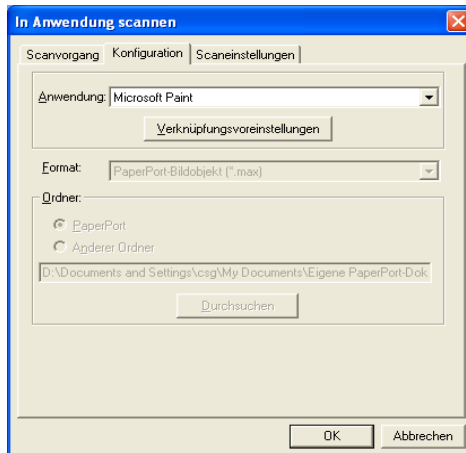 In Anwendung scannen
Scanvorgang Konfiguration Scaneinstellungen
Anwendung: Microsoft Paint
Verknüpfungsvoreinstellungen
Format: PaperPort-Bildobjekt (*.max)
Ordner:
PaperPort
Anderer Ordner
D:\Documents and Settings\csg\My Documents\Eigene PaperPort-Dok
Durchsuchen
OK Abbrechen